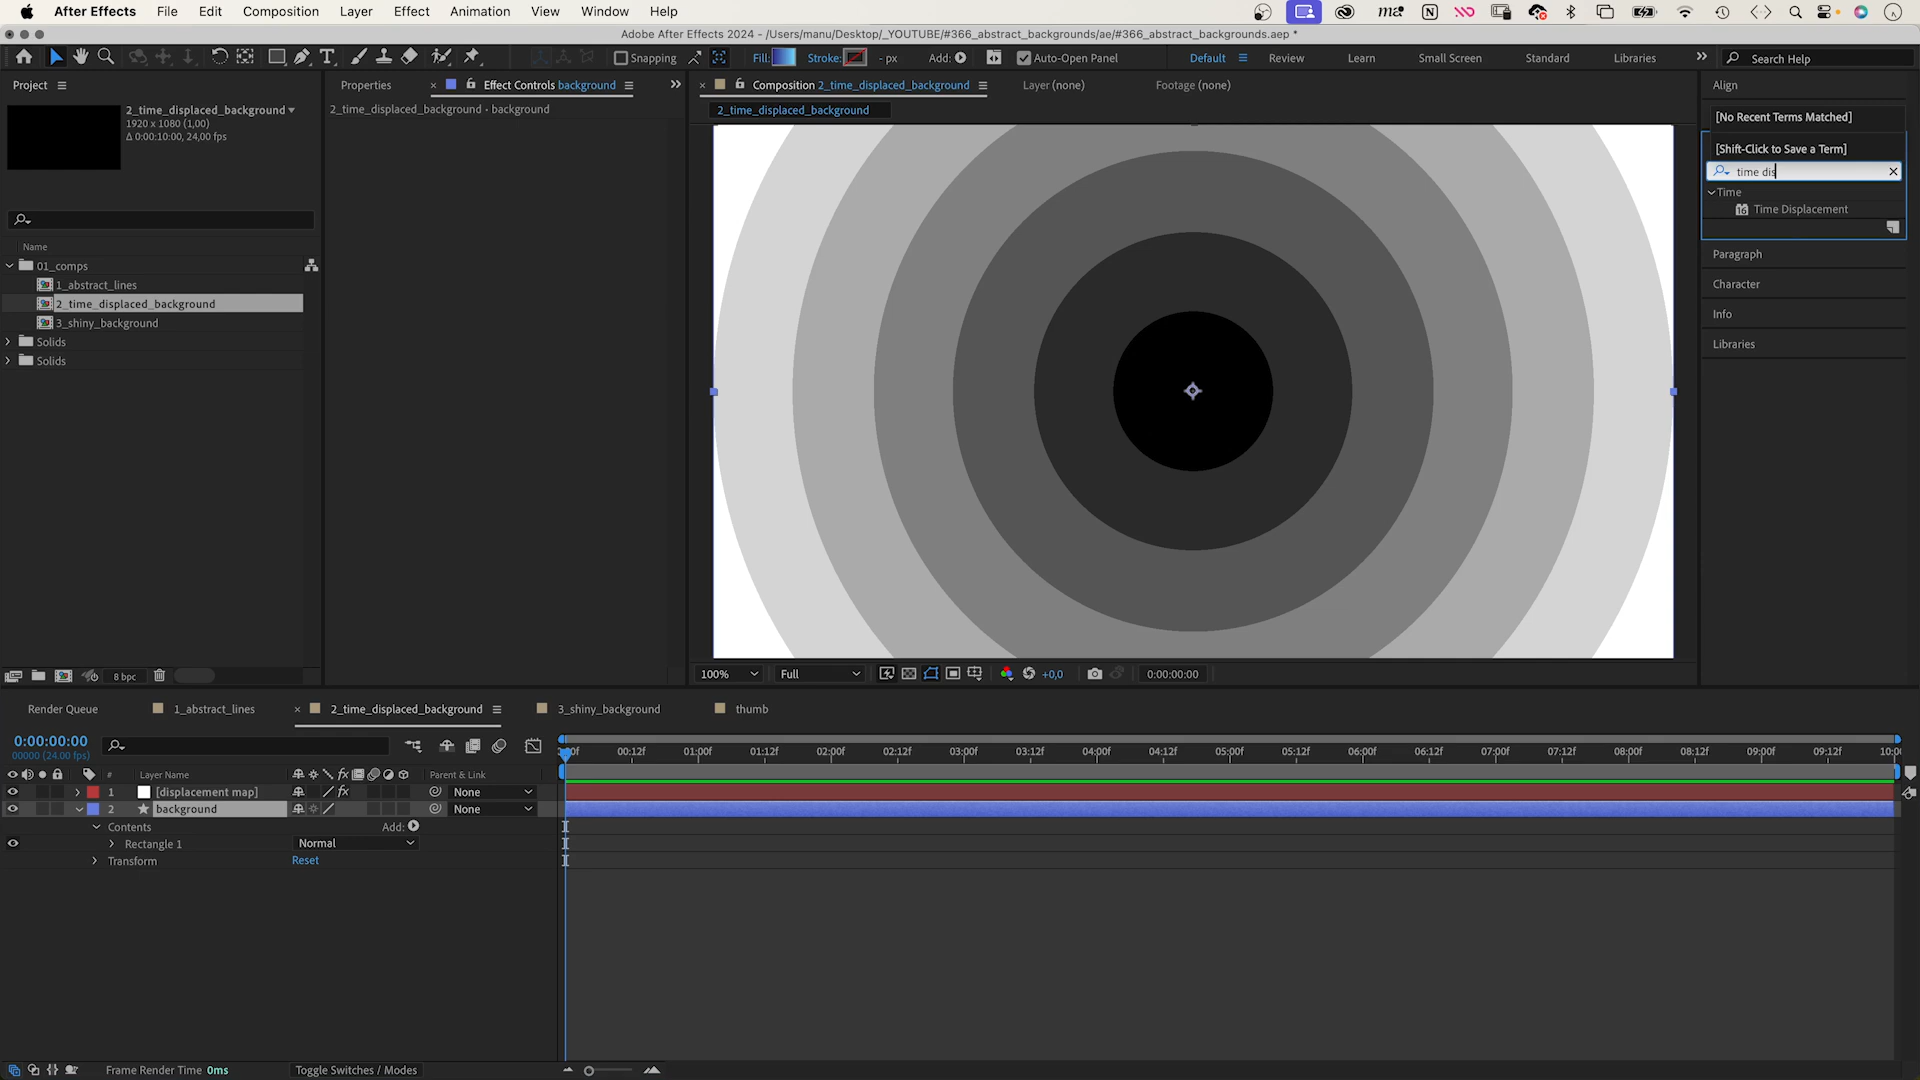 After Effects File Edit Composition Layer Effect Animation View Window Help
Adobe After Effects 2024 - /Users/manu/Desktop/_YOUTUBE/#366_abstract_backgrounds/ae/#366_abstract_backgrounds.aep *
Snapping Fill: Stroke: - px Add: Auto-Open Panel Default Review Learn Small Screen Standard Libraries Search Help
Project
2_time_displaced_background
1920 x 1080 (1,00)
Δ 0:00:10:00, 24,00 fps
Name
01_comps
1_abstract_lines
2_time_displaced_background
3_shiny_background
Solids
Solids
8 bpc
Properties Effect Controls background
2_time_displaced_background · background
Composition 2_time_displaced_background Layer (none) Footage (none)
2_time_displaced_background
100% Full +0,0 0:00:00:00
Align
[No Recent Terms Matched]
[Shift-Click to Save a Term]
time dis
Time
16 Time Displacement
Paragraph
Character
Info
Libraries
Render Queue 1_abstract_lines 2_time_displaced_background 3_shiny_background thumb
0:00:00:00
00000 (24.00 fps)
00:12f 01:00f 01:12f 02:00f 02:12f 03:00f 03:12f 04:00f 04:12f 05:00f 05:12f 06:00f 06:12f 07:00f 07:12f 08:00f 08:12f 09:00f 09:12f 10:00
# Layer Name fx Parent & Link
1 [displacement map] fx None
2 background None
Contents Add:
Rectangle 1 Normal
Transform Reset
Frame Render Time 0ms Toggle Switches / Modes